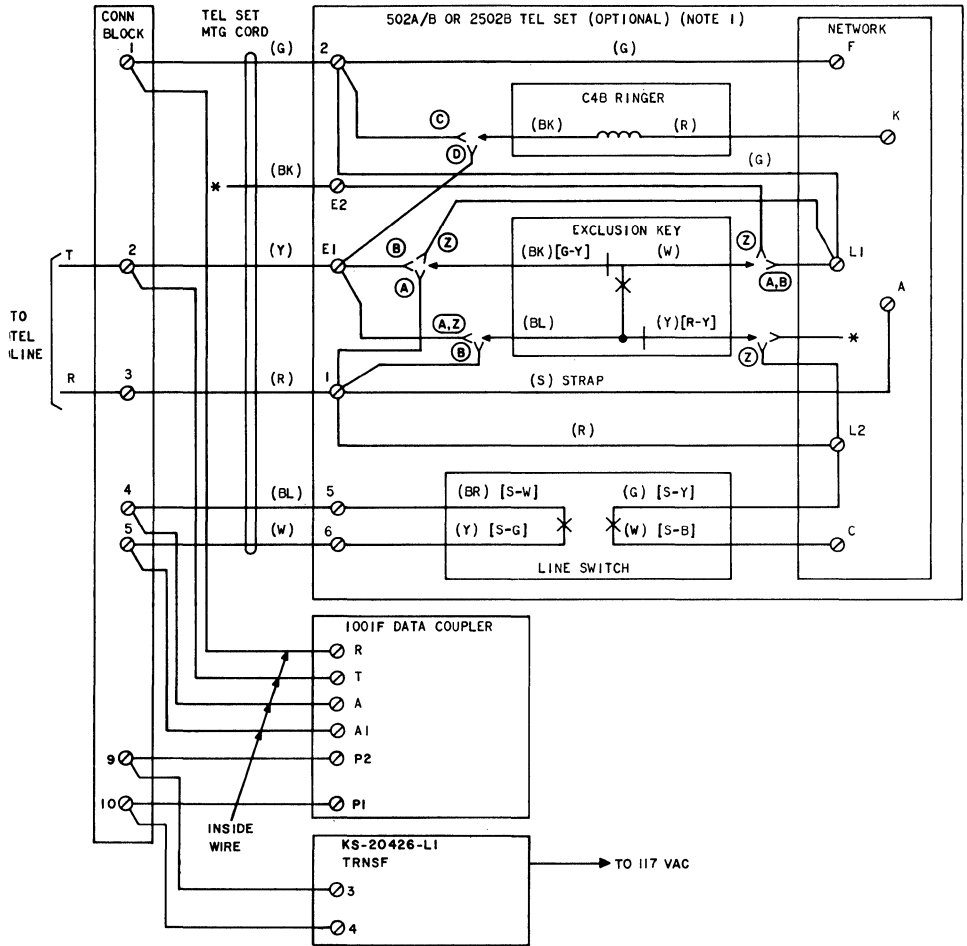 CONN
BLOCK
TEL SET
MTG CORD
502A/B OR 2502B TEL SET (OPTIONAL) (NOTE 1)
NETWORK
1
(G)
2
(G)
F
C4B RINGER
C
(BK)
(R)
K
D
(G)
*
(BK)
E2
EXCLUSION KEY
T
2
(Y)
E1
B
Z
(BK)[G-Y]
(W)
Z
L1
A
A,B
A
TO
TEL
LINE
A,Z
(BL)
(Y)[R-Y]
*
B
Z
R
3
(R)
1
(S) STRAP
(R)
L2
4
(BL)
5
(BR) [S-W]
(G) [S-Y]
5
(W)
6
(Y) [S-G]
(W) [S-B]
C
LINE SWITCH
1001F DATA COUPLER
R
T
A
A1
9
P2
10
P1
INSIDE
WIRE
KS-20426-L1
TRNSF
TO 117 VAC
3
4